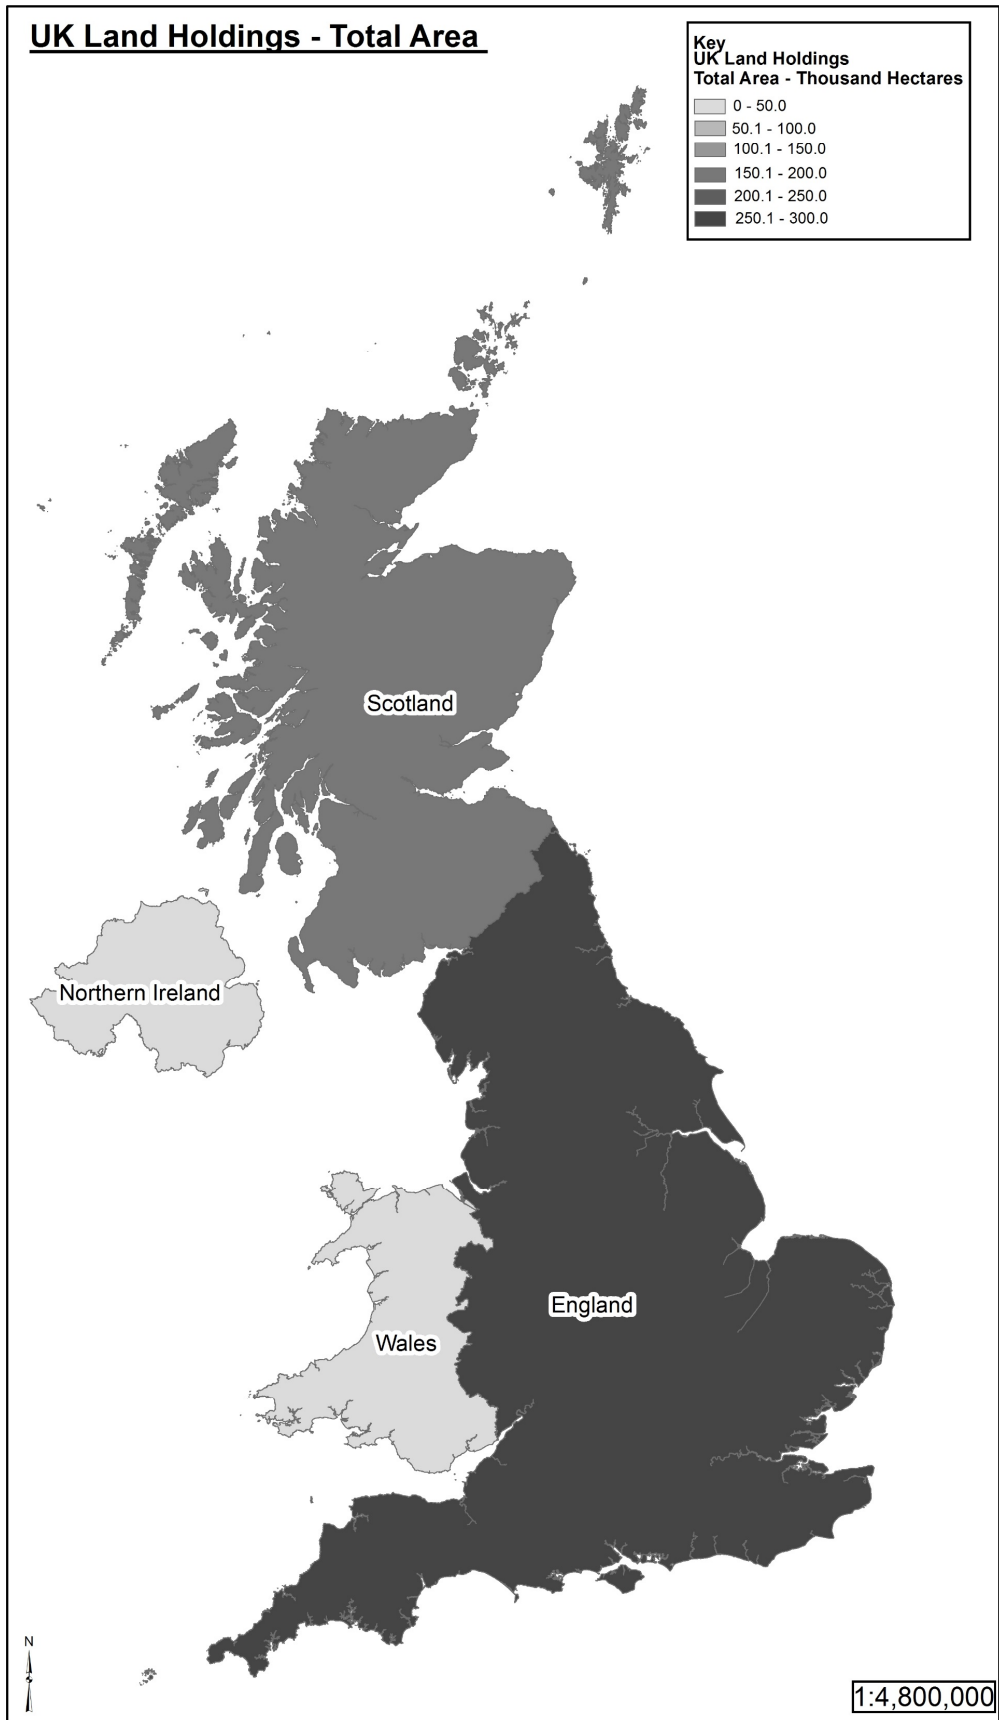 UK Land Holdings - Total Area
Key
UK Land Holdings
Total Area - Thousand Hectares
0 - 50.0
50.1 - 100.0
100.1 - 150.0
150.1 - 200.0
200.1 - 250.0
250.1 - 300.0
Scotland
Northern Ireland
England
Wales
N
1:4,800,000